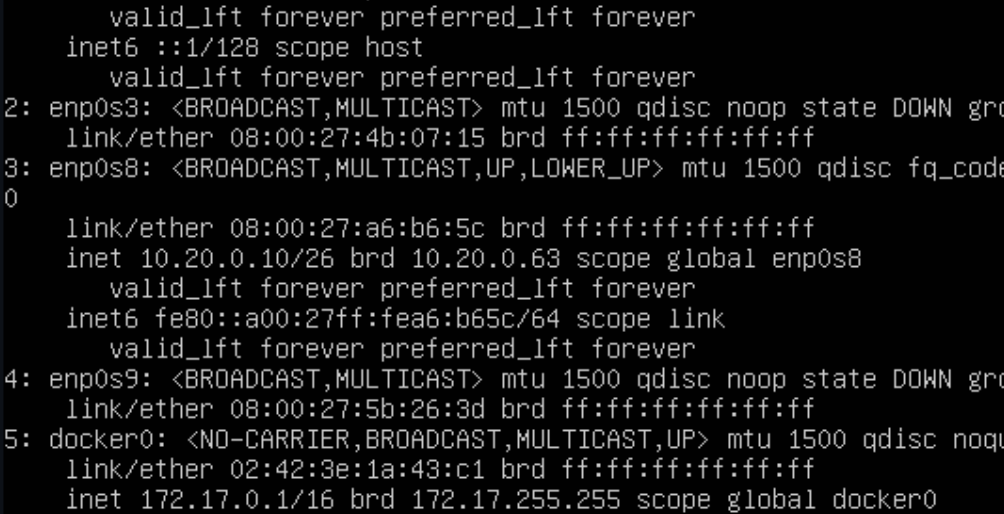 valid_lft forever preferred_lft forever
inet6 ::1/128 scope host
valid_lft forever preferred_lft forever
2: enp0s3: <BROADCAST,MULTICAST> mtu 1500 qdisc noop state DOWN gro
link/ether 08:00:27:4b:07:15 brd ff:ff:ff:ff:ff:ff
3: enp0s8: <BROADCAST,MULTICAST,UP,LOWER_UP> mtu 1500 qdisc fq_code
0
link/ether 08:00:27:a6:b6:5c brd ff:ff:ff:ff:ff:ff
inet 10.20.0.10/26 brd 10.20.0.63 scope global enp0s8
valid_lft forever preferred_lft forever
inet6 fe80::a00:27ff:fea6:b65c/64 scope link
valid_lft forever preferred_lft forever
4: enp0s9: <BROADCAST,MULTICAST> mtu 1500 qdisc noop state DOWN gro
link/ether 08:00:27:5b:26:3d brd ff:ff:ff:ff:ff:ff
5: docker0: <NO-CARRIER,BROADCAST,MULTICAST,UP> mtu 1500 qdisc noqu
link/ether 02:42:3e:1a:43:c1 brd ff:ff:ff:ff:ff:ff
inet 172.17.0.1/16 brd 172.17.255.255 scope global docker0